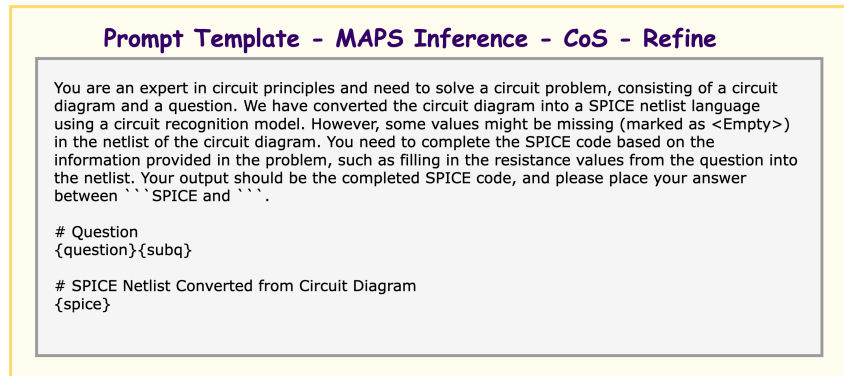 Prompt Template - MAPS Inference - CoS - Refine
You are an expert in circuit principles and need to solve a circuit problem, consisting of a circuit
diagram and a question. We have converted the circuit diagram into a SPICE netlist language
using a circuit recognition model. However, some values might be missing (marked as <Empty>)
in the netlist of the circuit diagram. You need to complete the SPICE code based on the
information provided in the problem, such as filling in the resistance values from the question into
the netlist. Your output should be the completed SPICE code, and please place your answer
between ```SPICE and ```.
# Question
{question}{subq}
# SPICE Netlist Converted from Circuit Diagram
{spice}